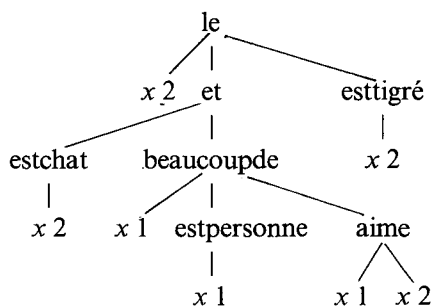 le
x 2 et esttigré
estchat beaucoupde x 2
x 2 x 1 estpersonne aime
x 1 x 1 x 2